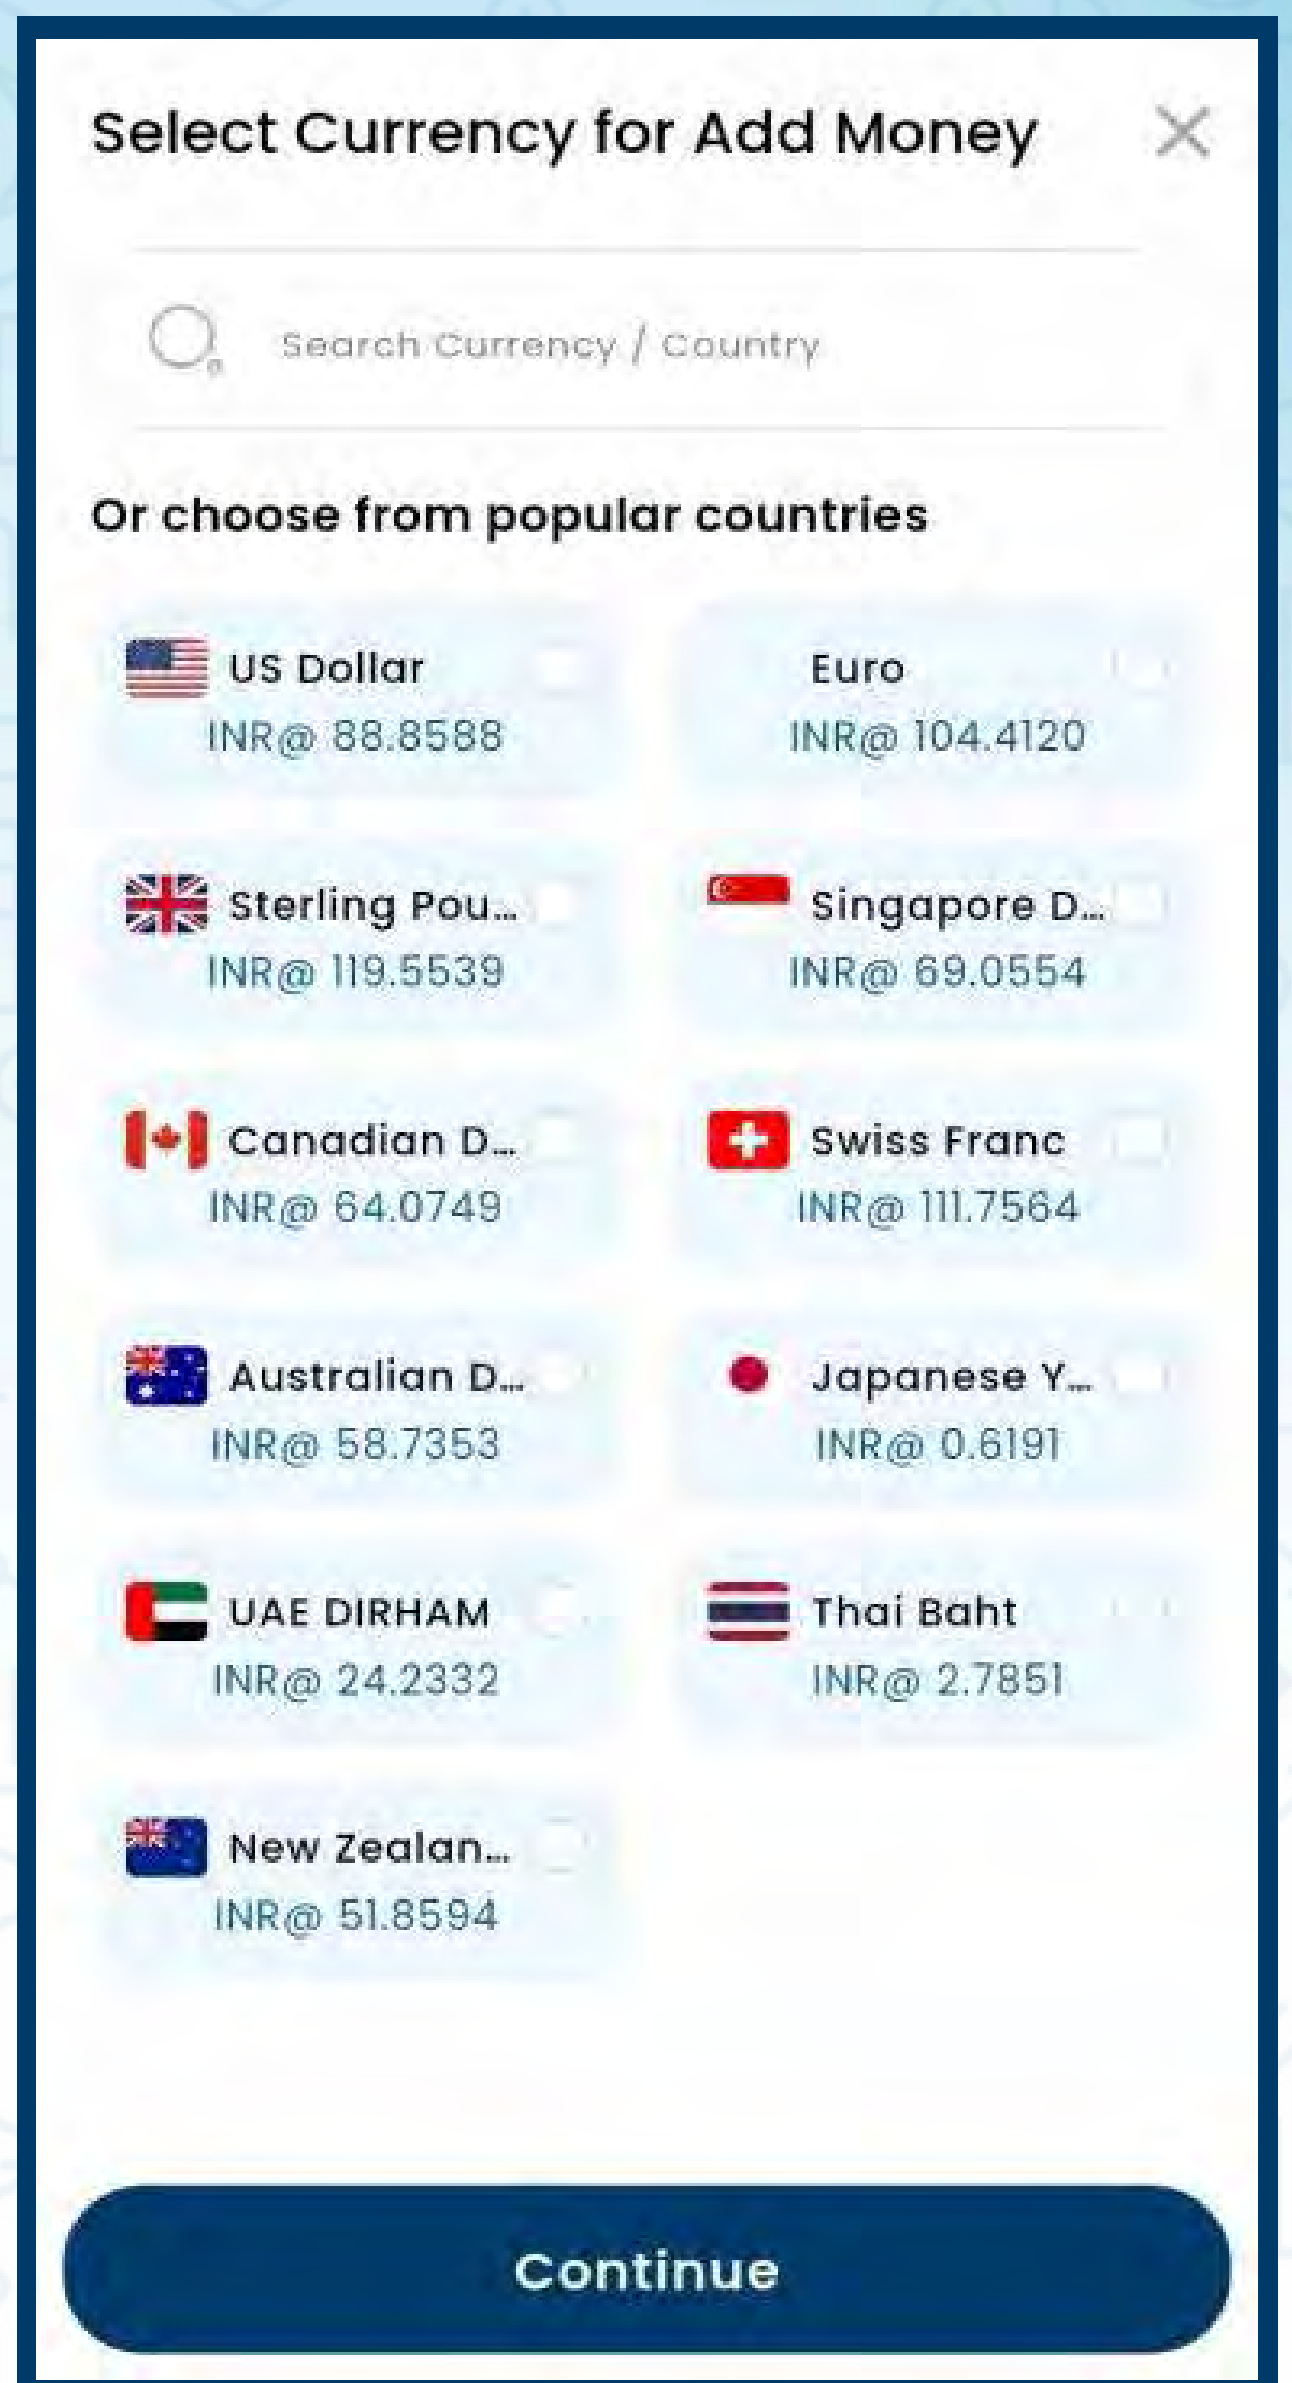 Select Currency for Add Money
Search Currency / Country
Or choose from popular countries
US Dollar
INR@ 88.8588
Euro
INR@ 104.4120
Sterling Pou...
INR@ 119.5539
Singapore D...
INR@ 69.0554
Canadian D...
INR@ 64.0749
Swiss Franc
INR@ 111.7564
Australian D...
INR@ 58.7353
Japanese Y...
INR@ 0.6191
UAE DIRHAM
INR@ 24.2332
Thai Baht
INR@ 2.7851
New Zealan...
INR@ 51.8594
Continue